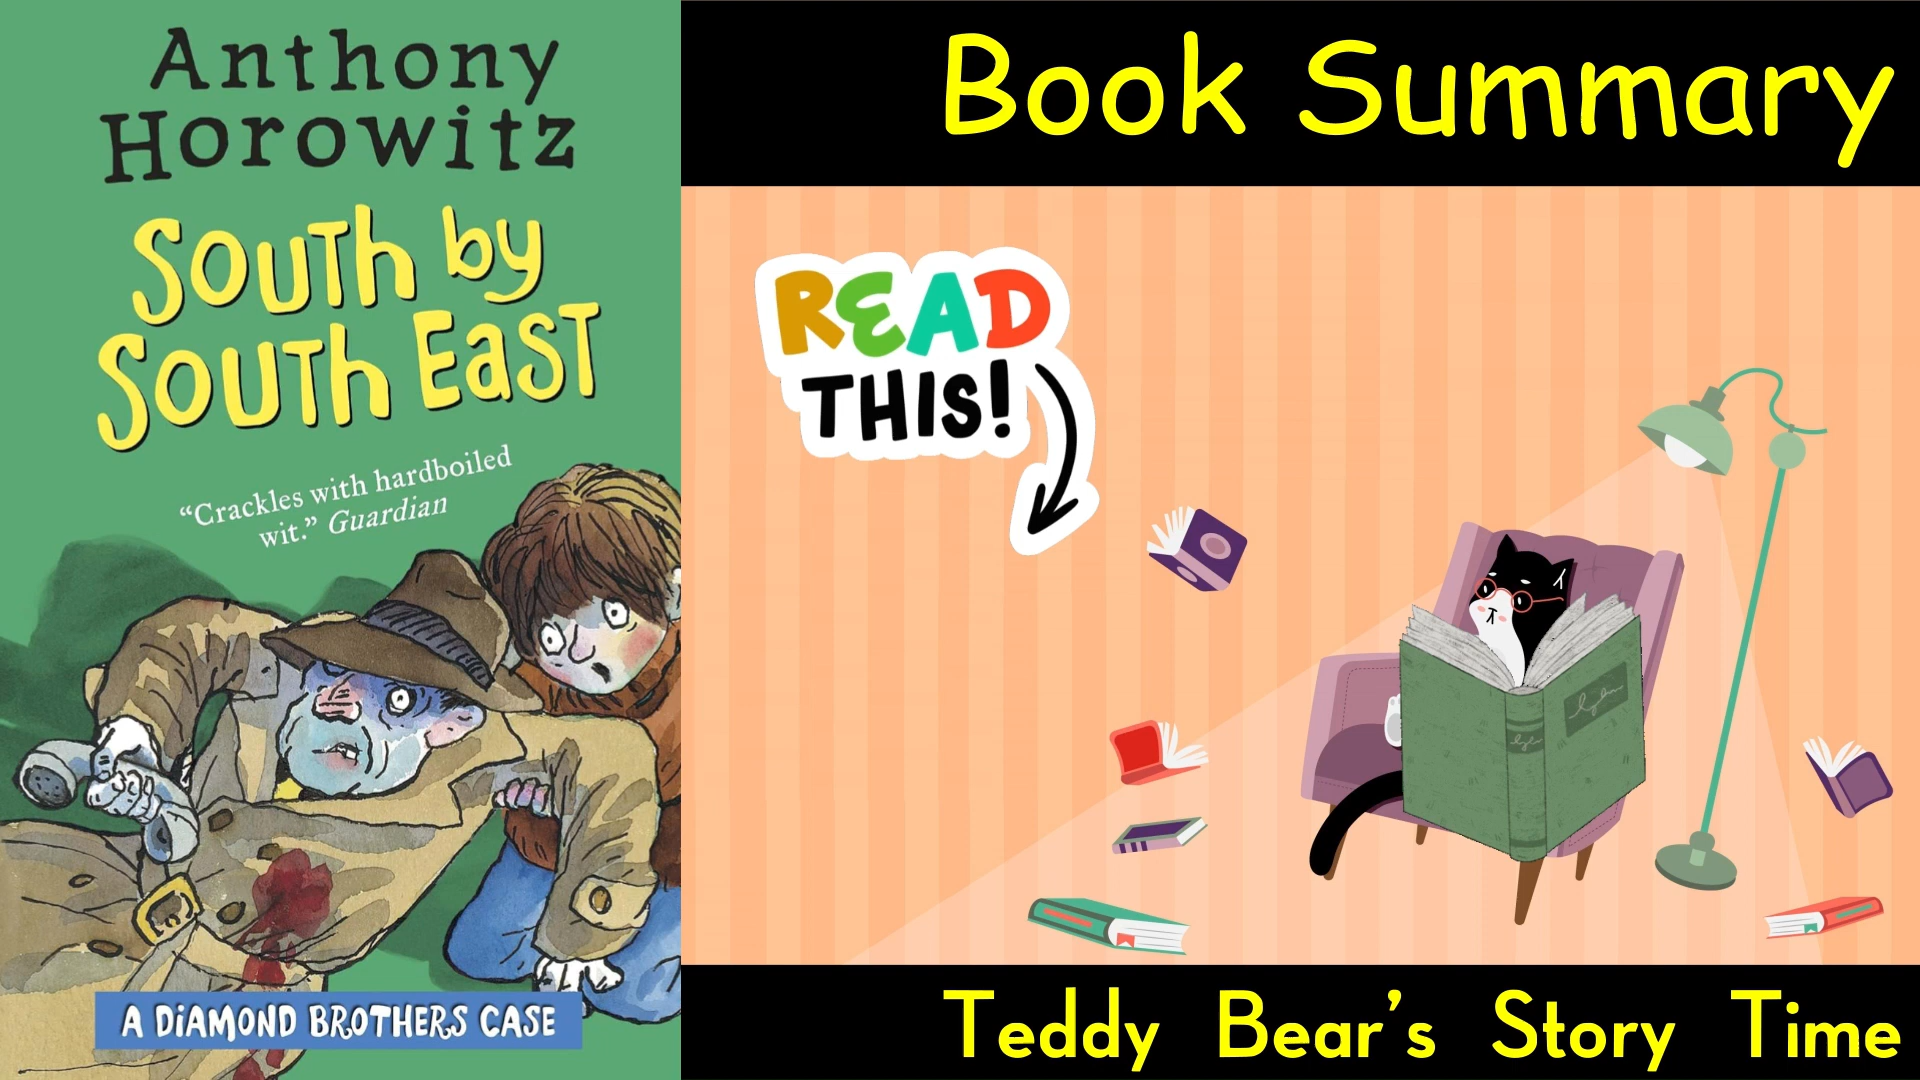 Anthony
Horowitz
South by
South East
“Crackles with hardboiled
wit.” Guardian
A DIAMOND BROTHERS CASE
Book Summary
READ
THIS!
Teddy Bear’s Story Time